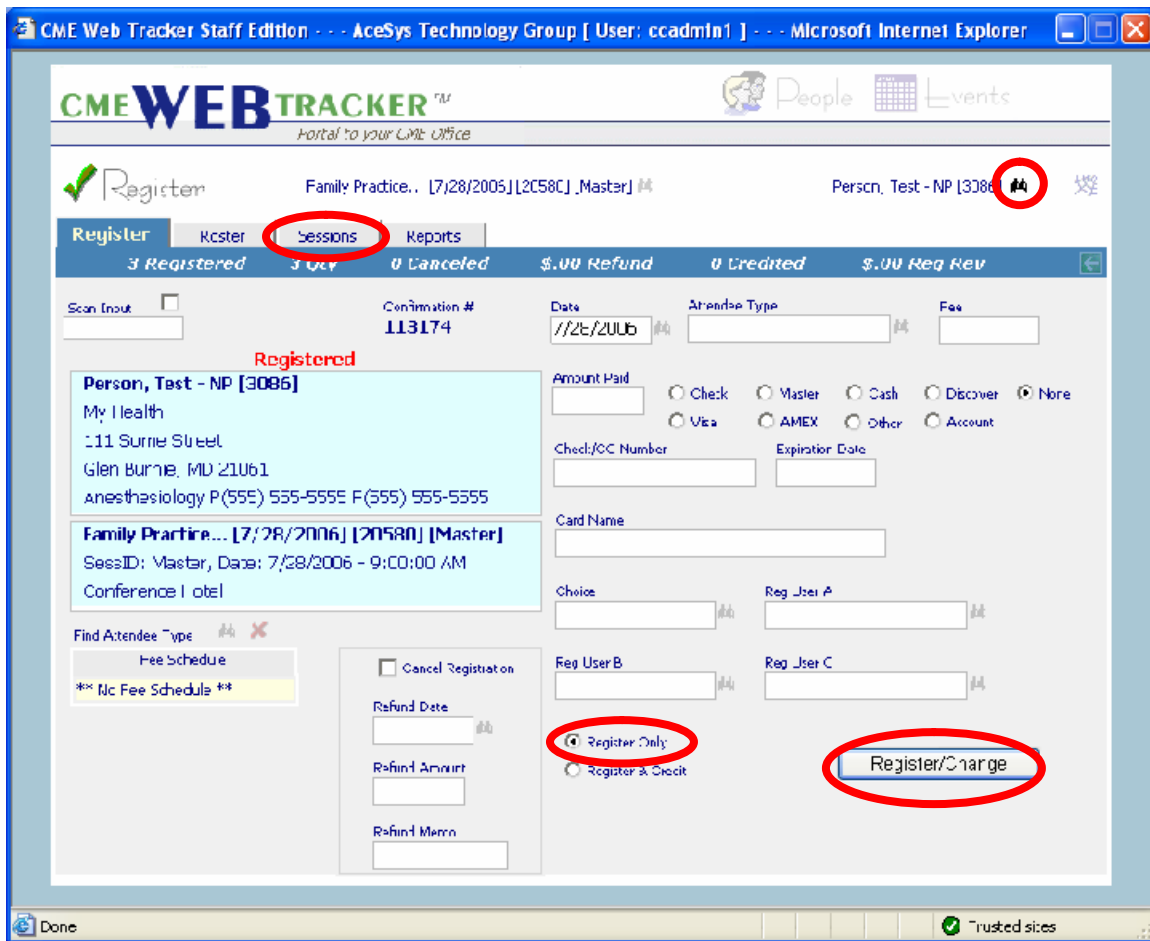 CME Web Tracker Staff Edition - - - AceSys Technology Group [ User: ccadmin1 ] - - - Microsoft Internet Explorer
CME WEB TRACKER TM
Portal to your CME Office
People Events
Register
Family Practice... [7/28/2006] [20580] [Master]
Person, Test - NP [3086]
Register Roster Sessions Reports
3 Registered 3 Qty 0 Canceled $.00 Refund 0 Credited $.00 Reg Rev
Scan Input
Confirmation #
113174
Date
7/28/2006
Attendee Type
Fee
Registered
Person, Test - NP [3086]
My Health
111 Some Street
Glen Burnie, MD 21061
Anesthesiology P(555) 555-5555 F(555) 555-5555
Family Practice... [7/28/2006] [20580] [Master]
SessID: Master, Date: 7/28/2006 - 9:00:00 AM
Conference Hotel
Find Attendee Type
Fee Schedule
** No Fee Schedule **
Cancel Registration
Refund Date
Refund Amount
Refund Memo
Amount Paid
Check Master Cash Discover None
Visa AMEX Other Account
Check/CC Number
Expiration Date
Card Name
Choice
Reg User A
Reg User B
Reg User C
Register Only
Register & Credit
Register/Change
Done
Trusted sites